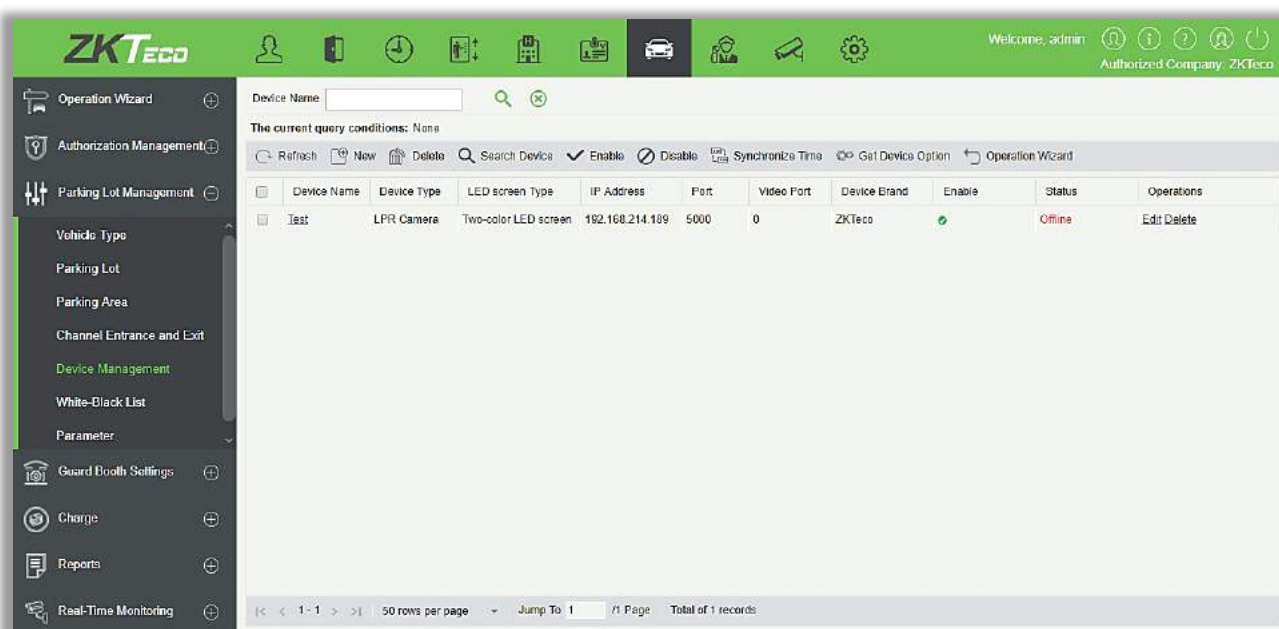 ZKTECO
Welcome, admin
Authorized Company: ZKTeco
Operation Wizard
Authorization Management
Parking Lot Management
Vehicle Type
Parking Lot
Parking Area
Channel Entrance and Exit
Device Management
White-Black List
Parameter
Guard Booth Settings
Charge
Reports
Real-Time Monitoring
Device Name
The current query conditions: None
Refresh New Delete Search Device Enable Disable Synchronize Time Get Device Option Operation Wizard
Device Name Device Type LED screen Type IP Address Port Video Port Device Brand Enable Status Operations
Test LPR Camera Two-color LED screen 192.168.214.189 5000 0 ZKTeco Offline Edit Delete
|< < 1-1 > >| 50 rows per page Jump To 1 /1 Page Total of 1 records